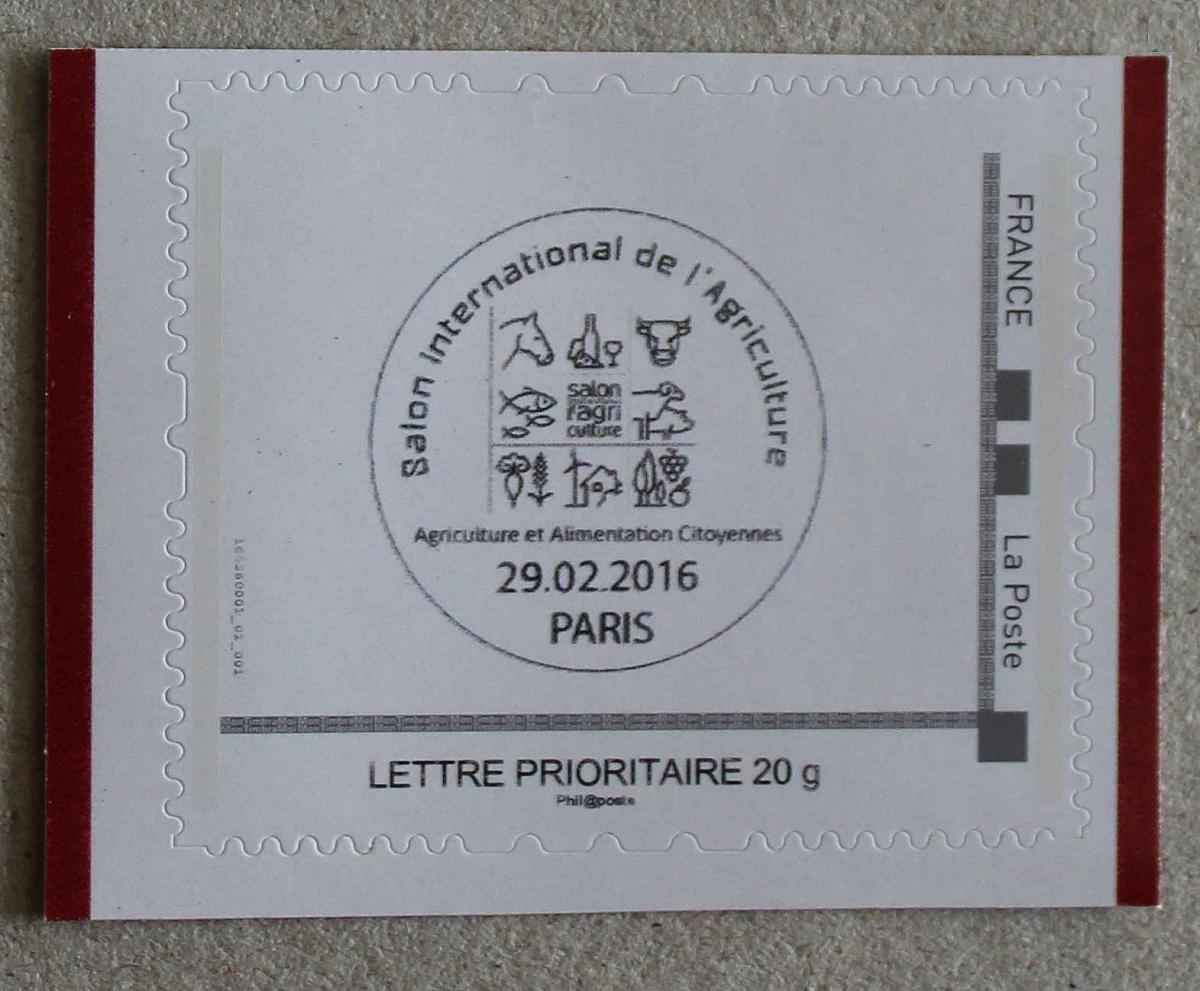 Salon International de l'Agriculture
salon
l'agri
culture
Agriculture et Alimentation Citoyennes
29.02.2016
PARIS
FRANCE
La Poste
LETTRE PRIORITAIRE 20 g
Phil@poste